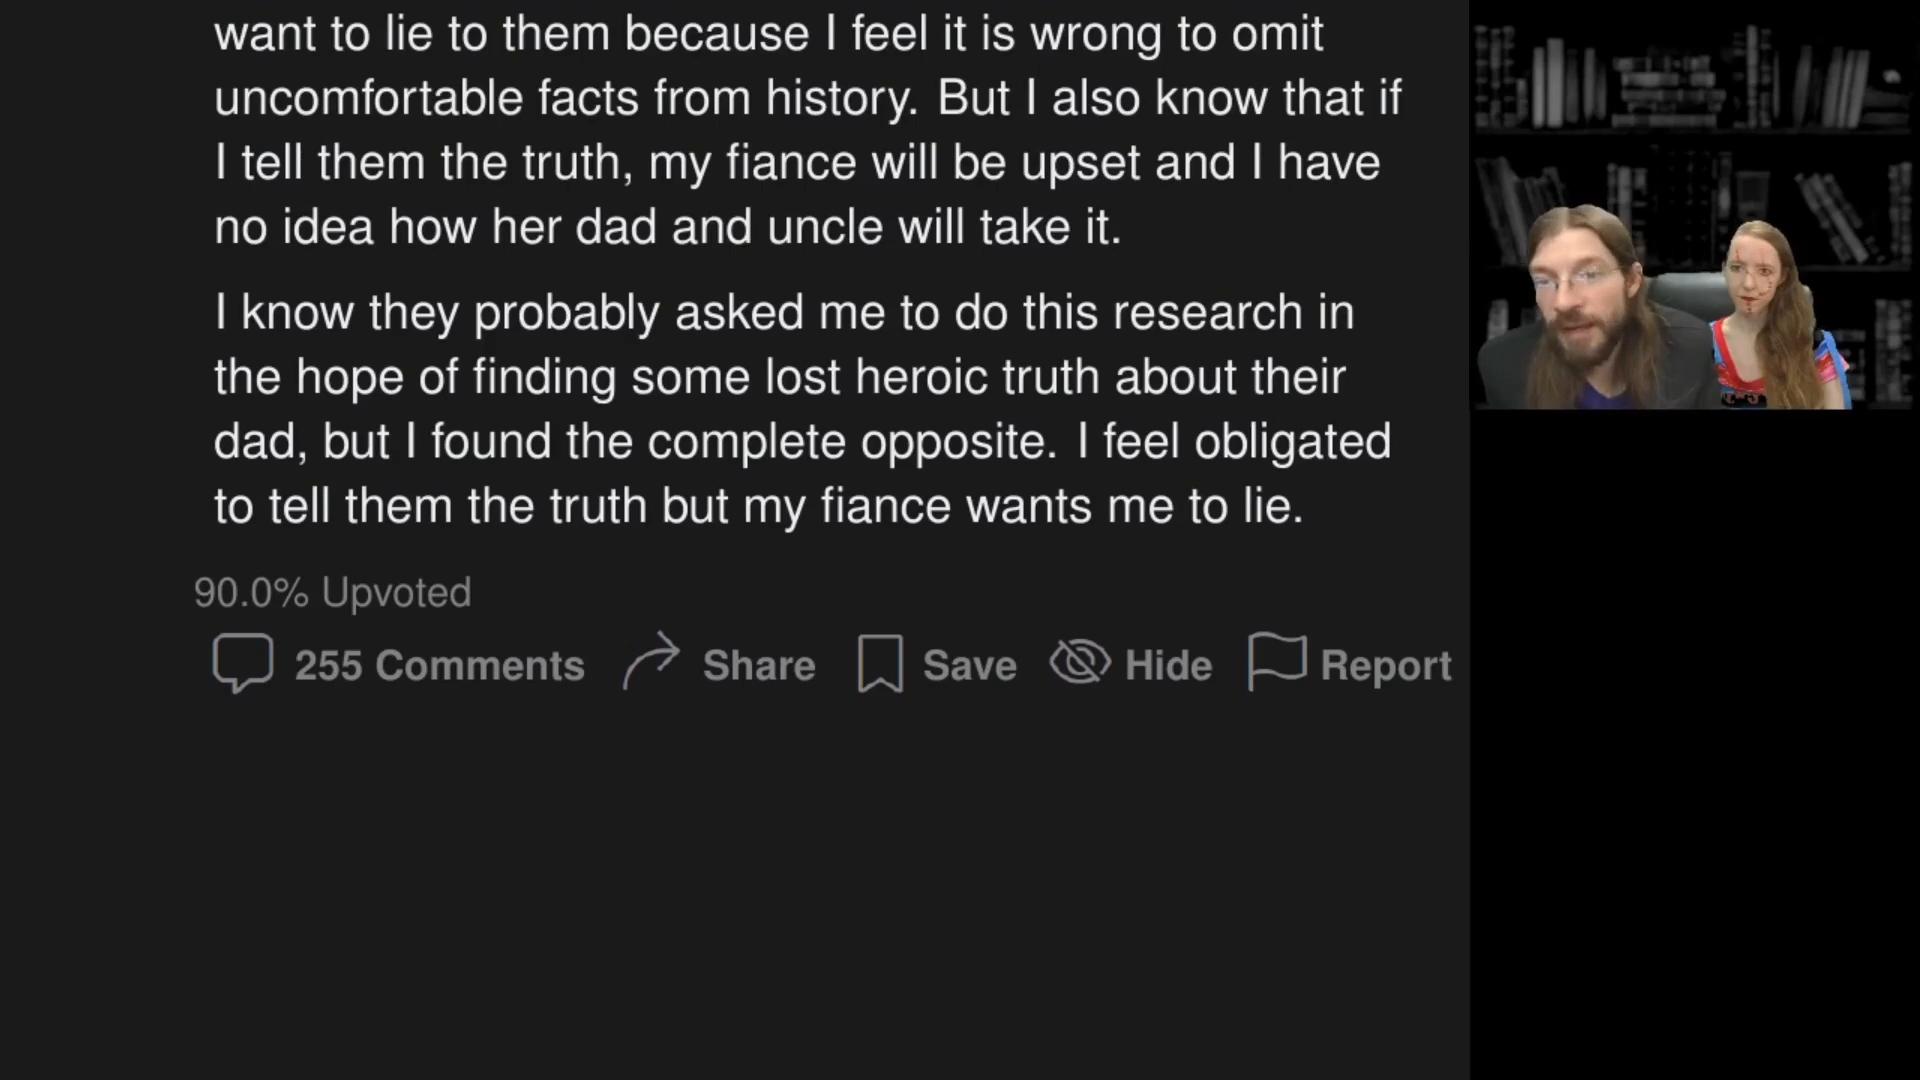 want to lie to them because I feel it is wrong to omit
uncomfortable facts from history. But I also know that if
I tell them the truth, my fiance will be upset and I have
no idea how her dad and uncle will take it.
I know they probably asked me to do this research in
the hope of finding some lost heroic truth about their
dad, but I found the complete opposite. I feel obligated
to tell them the truth but my fiance wants me to lie.
90.0% Upvoted
255 Comments Share Save Hide Report